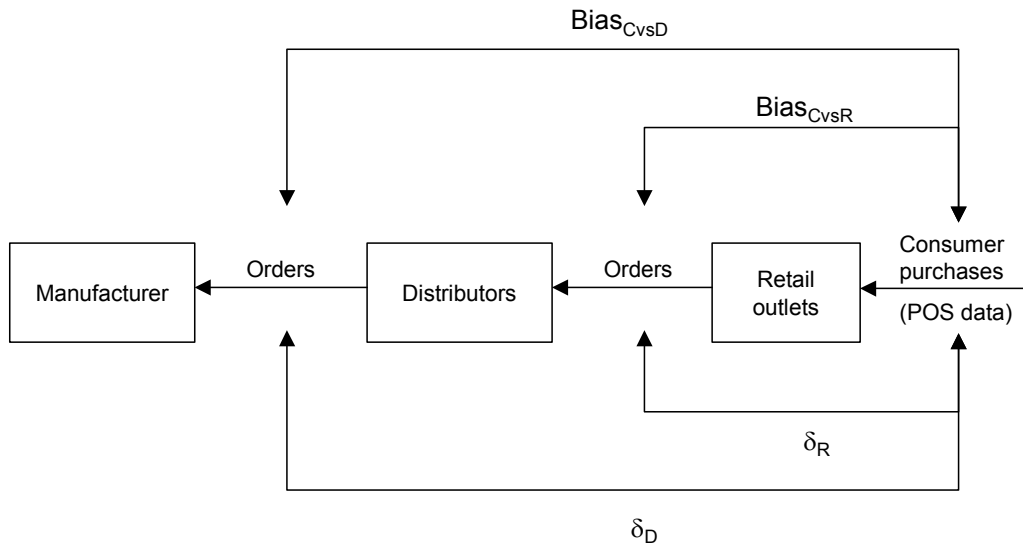 Bias_CvsD
Bias_CvsR
Manufacturer
Orders
Distributors
Orders
Retail
outlets
Consumer
purchases
(POS data)
δ_R
δ_D